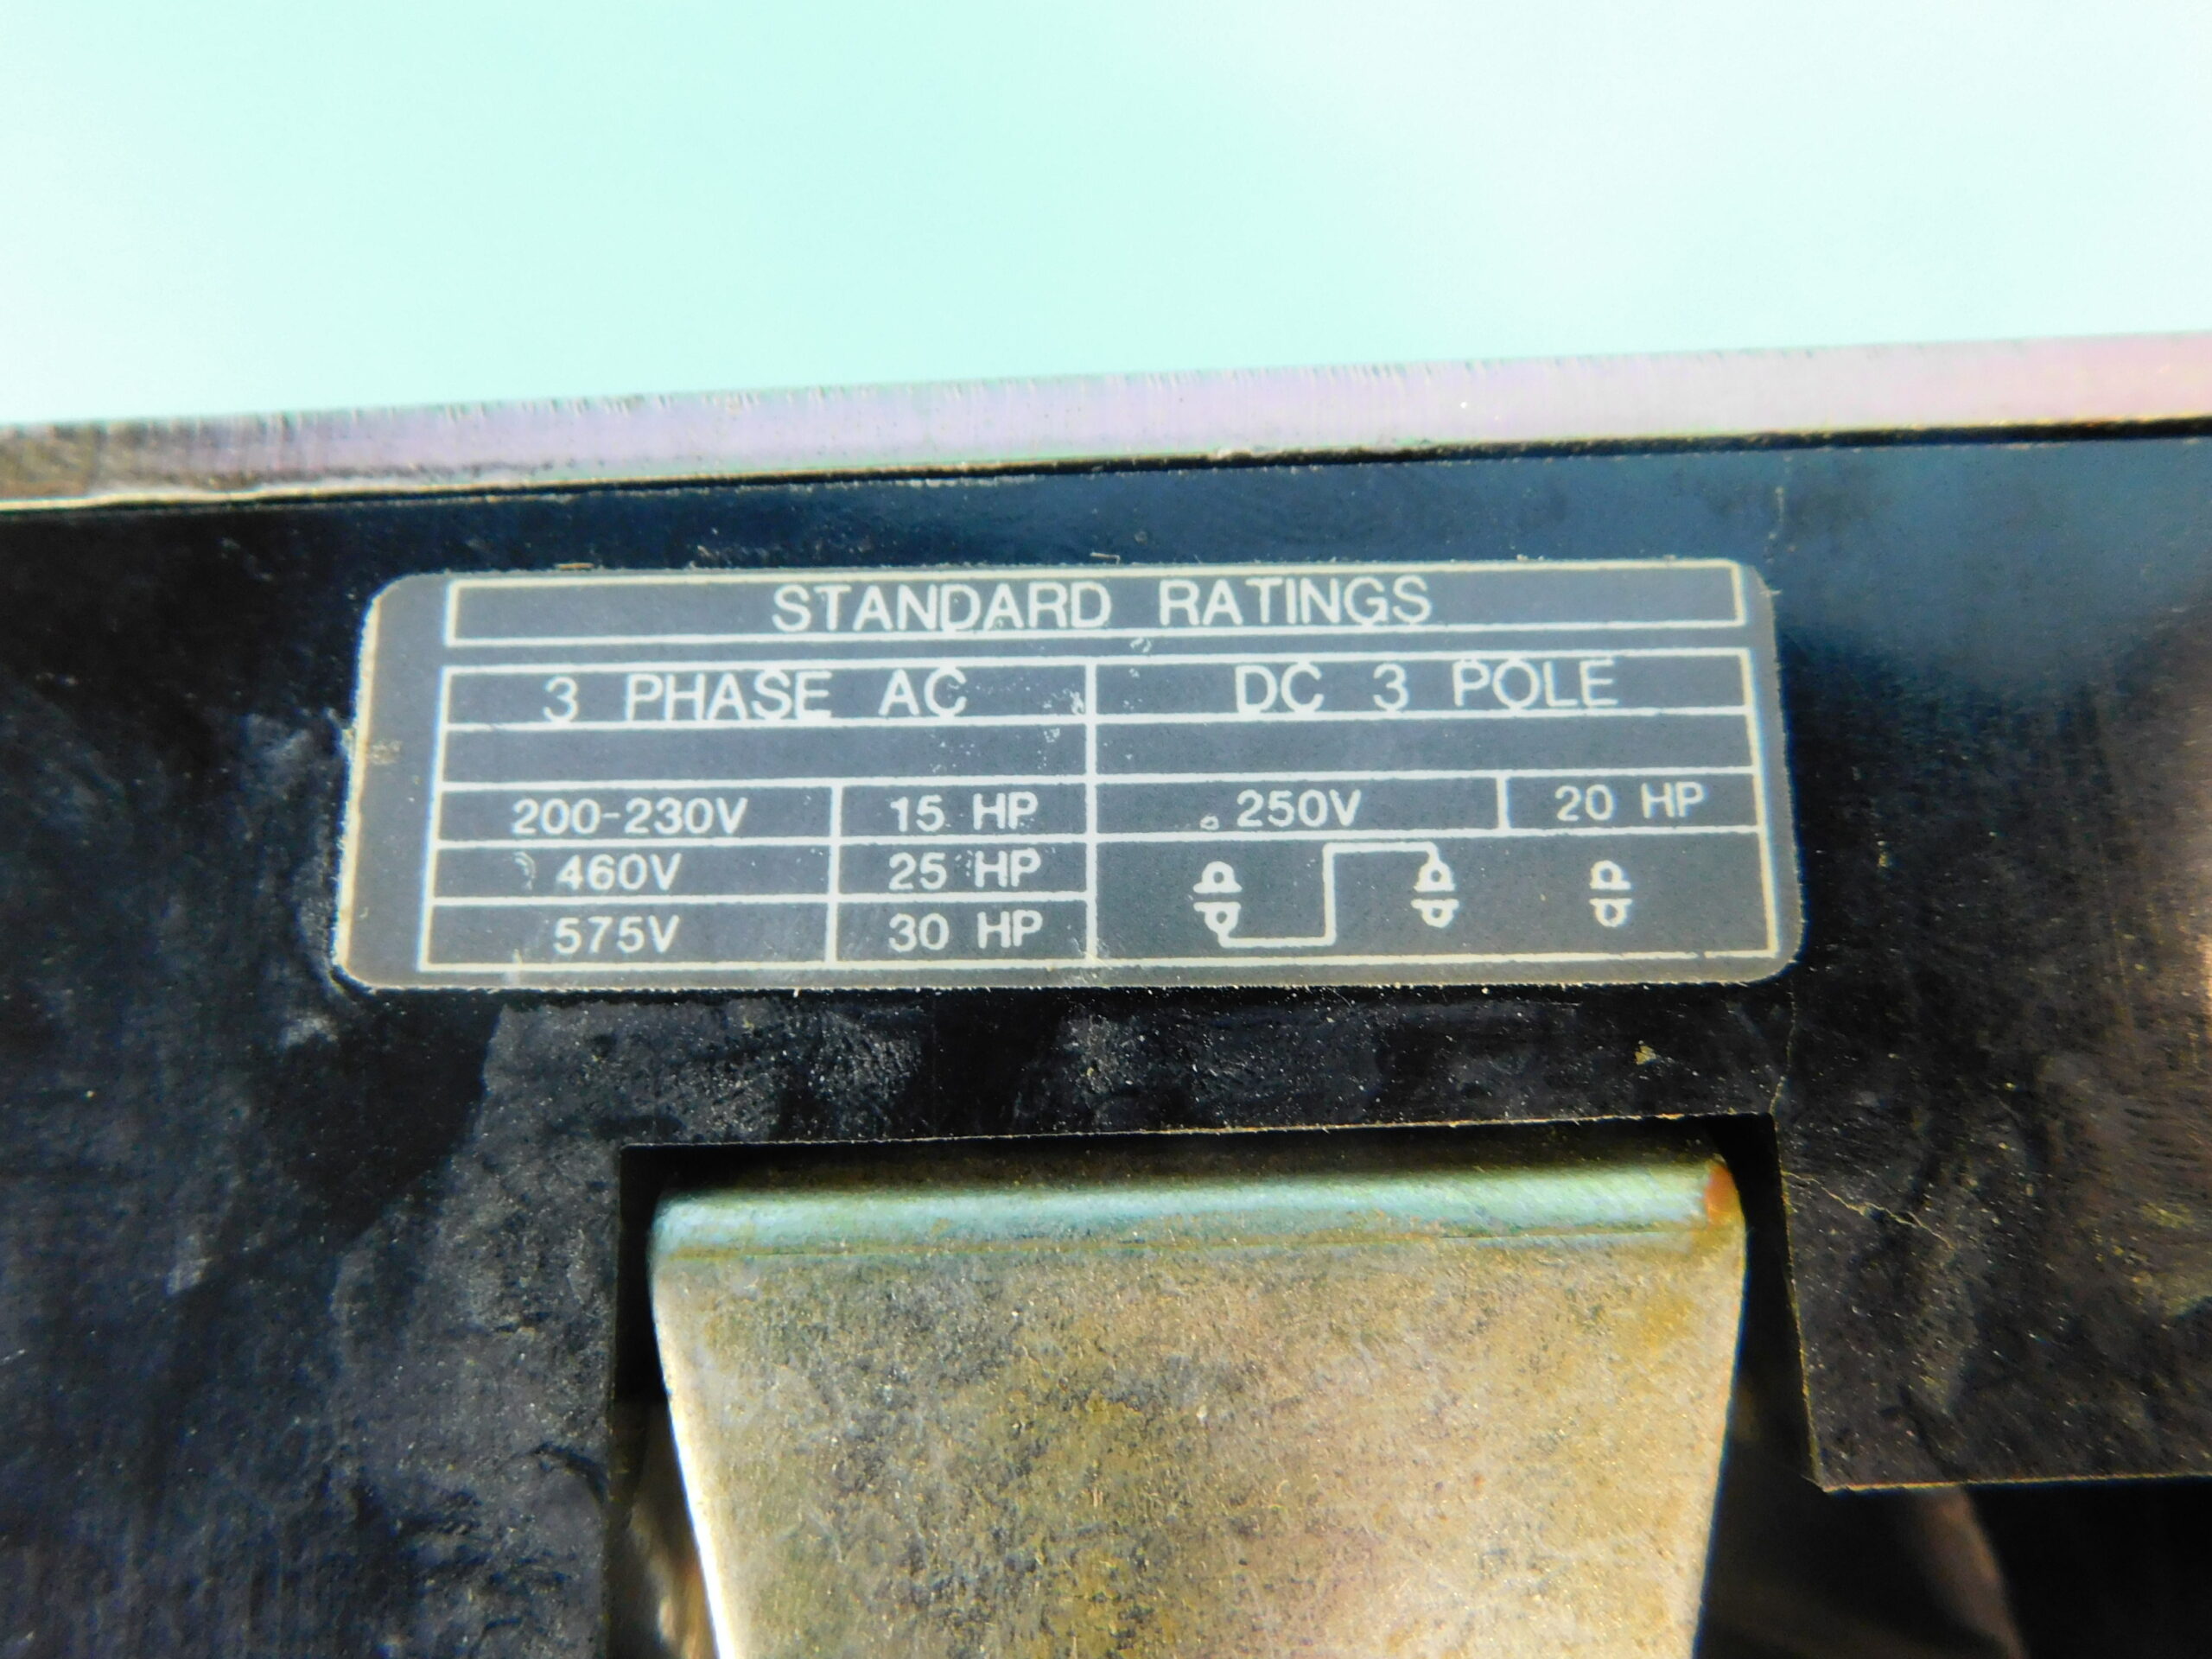 STANDARD RATINGS
3 PHASE AC DC 3 POLE
200-230V 15 HP 250V 20 HP
460V 25 HP
575V 30 HP